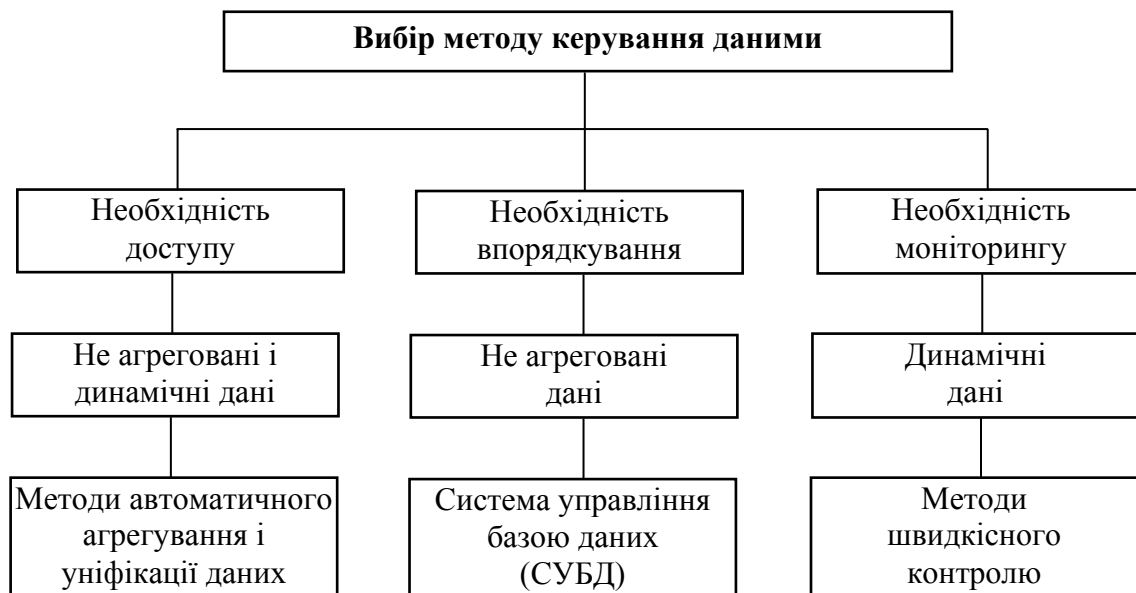 Вибір методу керування даними
Необхідність
доступу
Необхідність
впорядкування
Необхідність
моніторингу
Не агреговані і
динамічні дані
Не агреговані
дані
Динамічні
дані
Методи автоматичного
агрегування і
уніфікації даних
Система управління
базою даних
(СУБД)
Методи
швидкісного
контролю